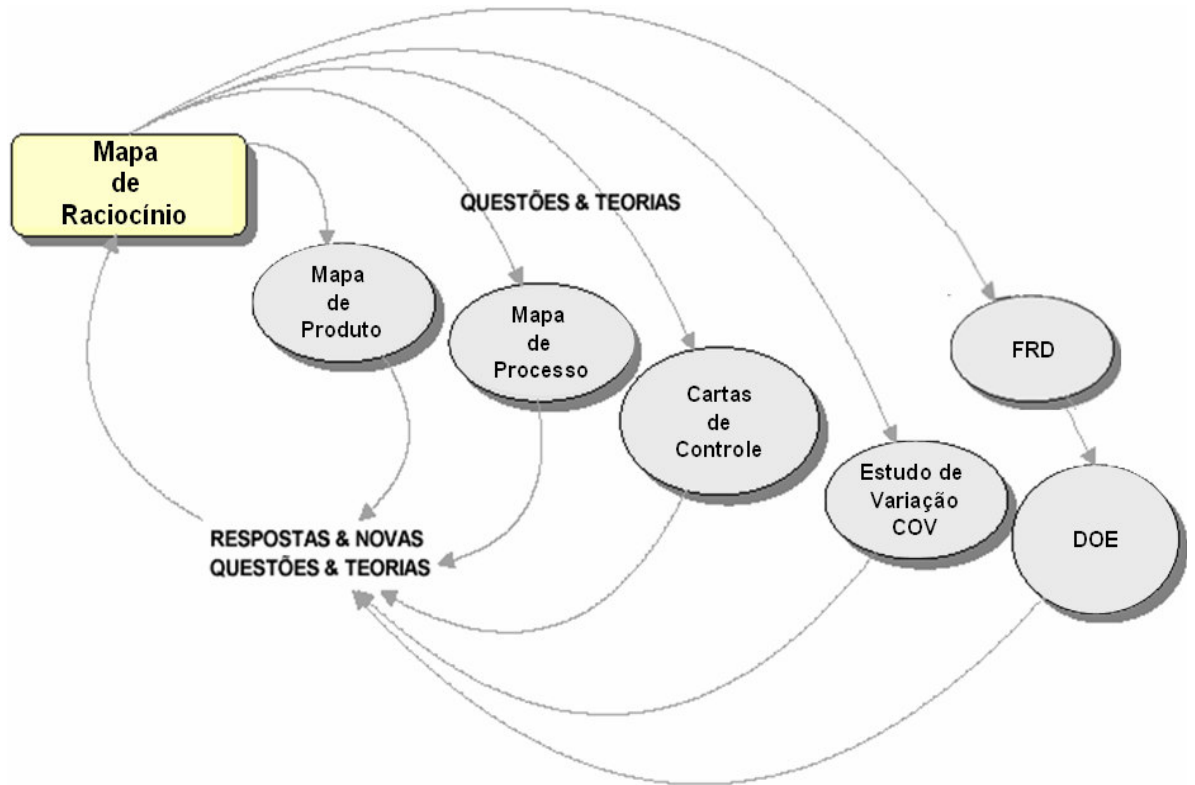 Mapa
de
Raciocínio
QUESTÕES & TEORIAS
Mapa
de
Produto
Mapa
de
Processo
Cartas
de
Controle
FRD
Estudo de
Variação
COV
DOE
RESPOSTAS & NOVAS
QUESTÕES & TEORIAS